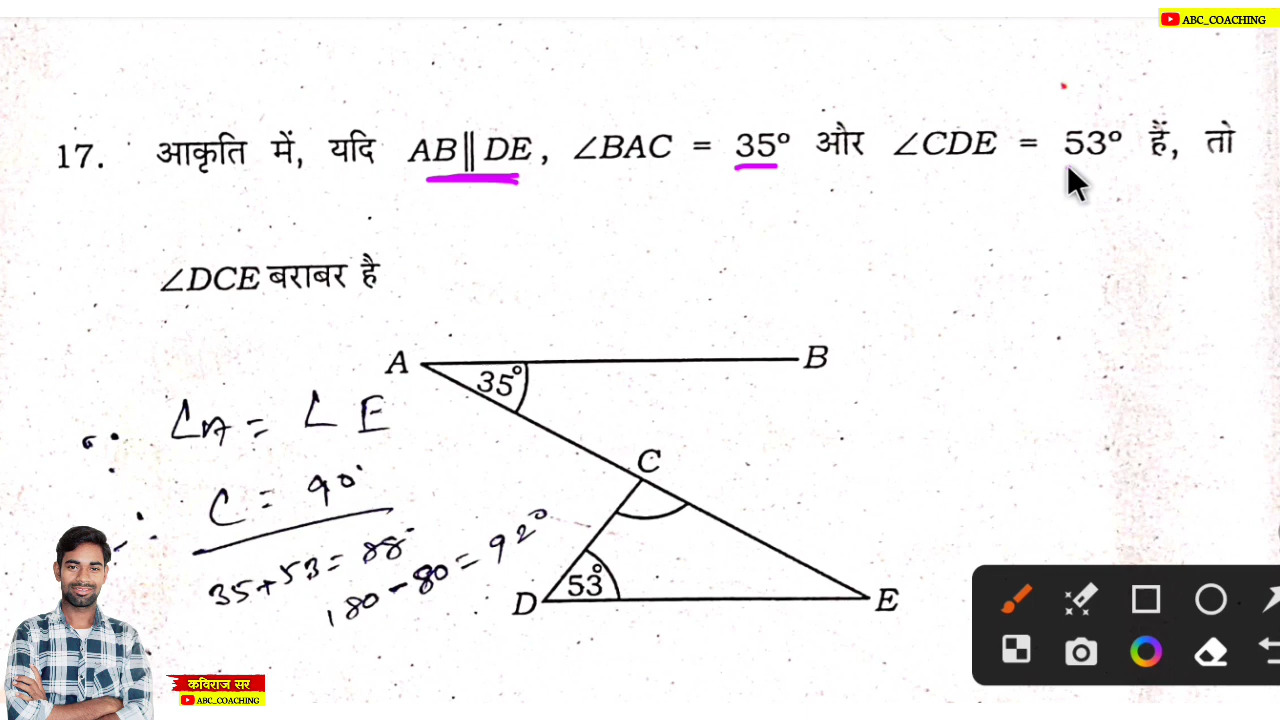 ABC_COACHING
17. आकृति में, यदि AB || DE, ∠BAC = 35° और ∠CDE = 53° हैं, तो
∠DCE बराबर है
A
B
35°
∵ ∠A = ∠E
C
C = 90°
35+53 = 88°
180 - 80 = 92°
D
53°
E
कविराज सर
ABC_COACHING